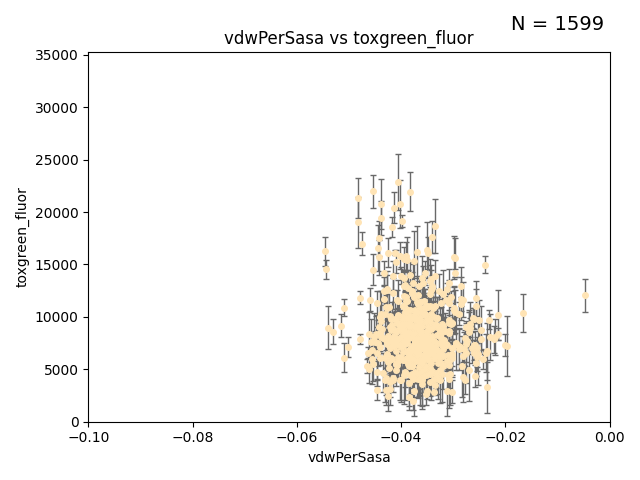 N = 1599
vdwPerSasa vs toxgreen_fluor
35000
30000
25000
20000
15000
10000
5000
0
toxgreen_fluor
−0.10 −0.08 −0.06 −0.04 −0.02 0.00
vdwPerSasa